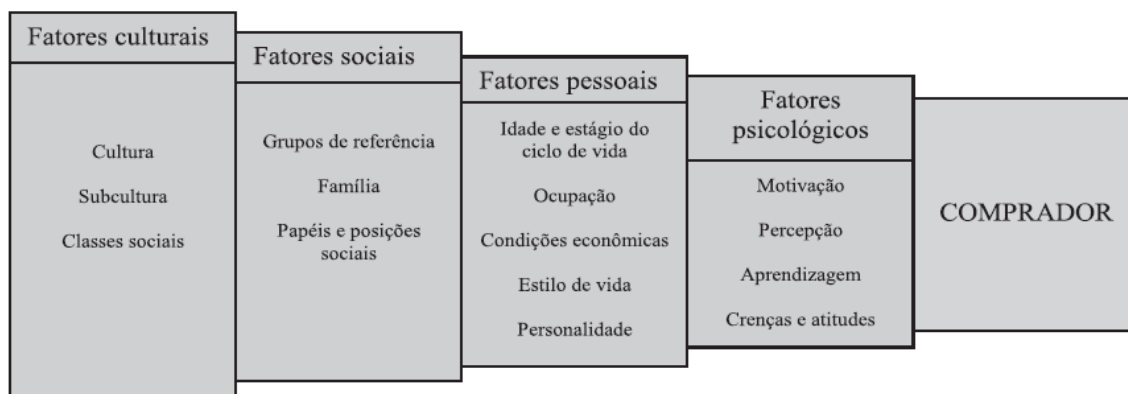 Fatores culturais
Cultura
Subcultura
Classes sociais
Fatores sociais
Grupos de referência
Família
Papéis e posições
sociais
Fatores pessoais
Idade e estágio do
ciclo de vida
Ocupação
Condições econômicas
Estilo de vida
Personalidade
Fatores
psicológicos
Motivação
Percepção
Aprendizagem
Crenças e atitudes
COMPRADOR